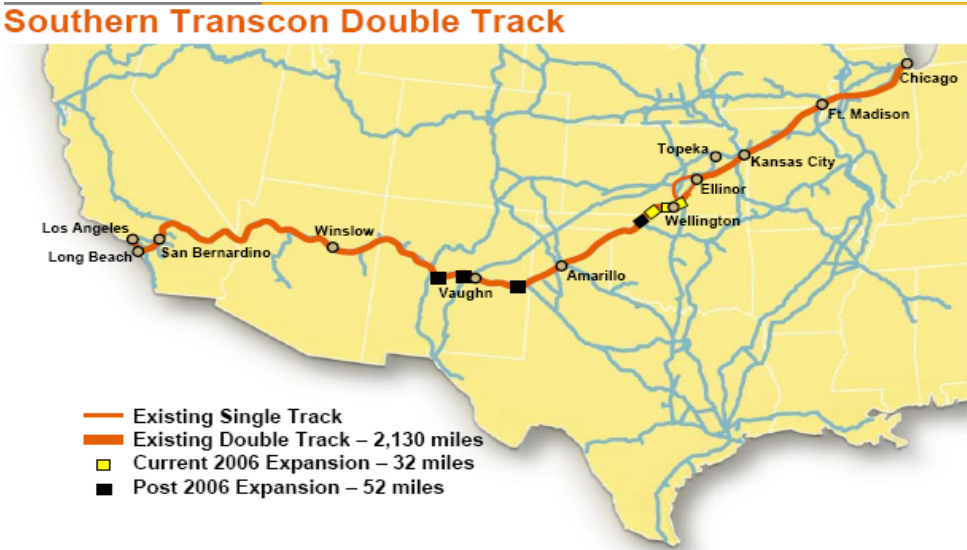 Southern Transcon Double Track
Chicago
Ft. Madison
Topeka
Kansas City
Ellinor
Wellington
Los Angeles
Winslow
San Bernardino
Long Beach
Amarillo
Vaughn
Existing Single Track
Existing Double Track – 2,130 miles
Current 2006 Expansion – 32 miles
Post 2006 Expansion – 52 miles